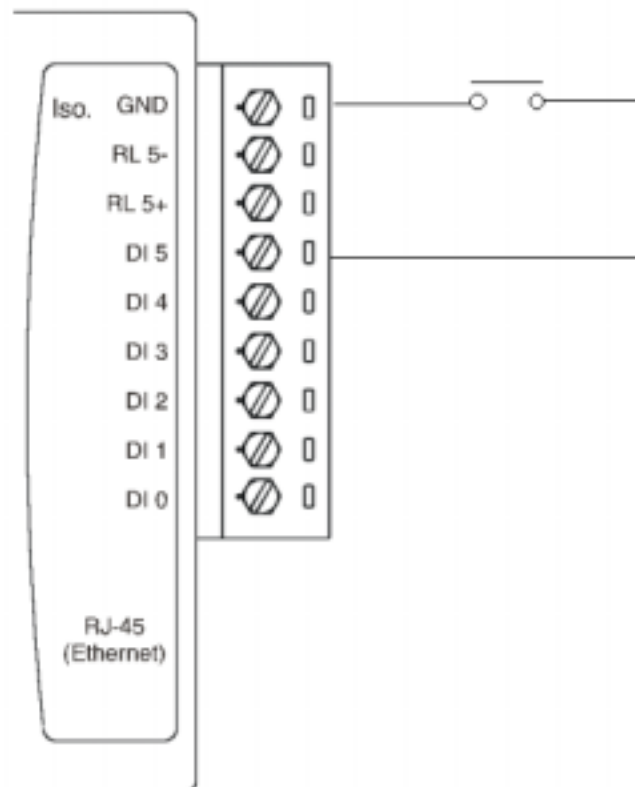 Iso. GND
RL 5-
RL 5+
DI 5
DI 4
DI 3
DI 2
DI 1
DI 0
RJ-45
(Ethernet)